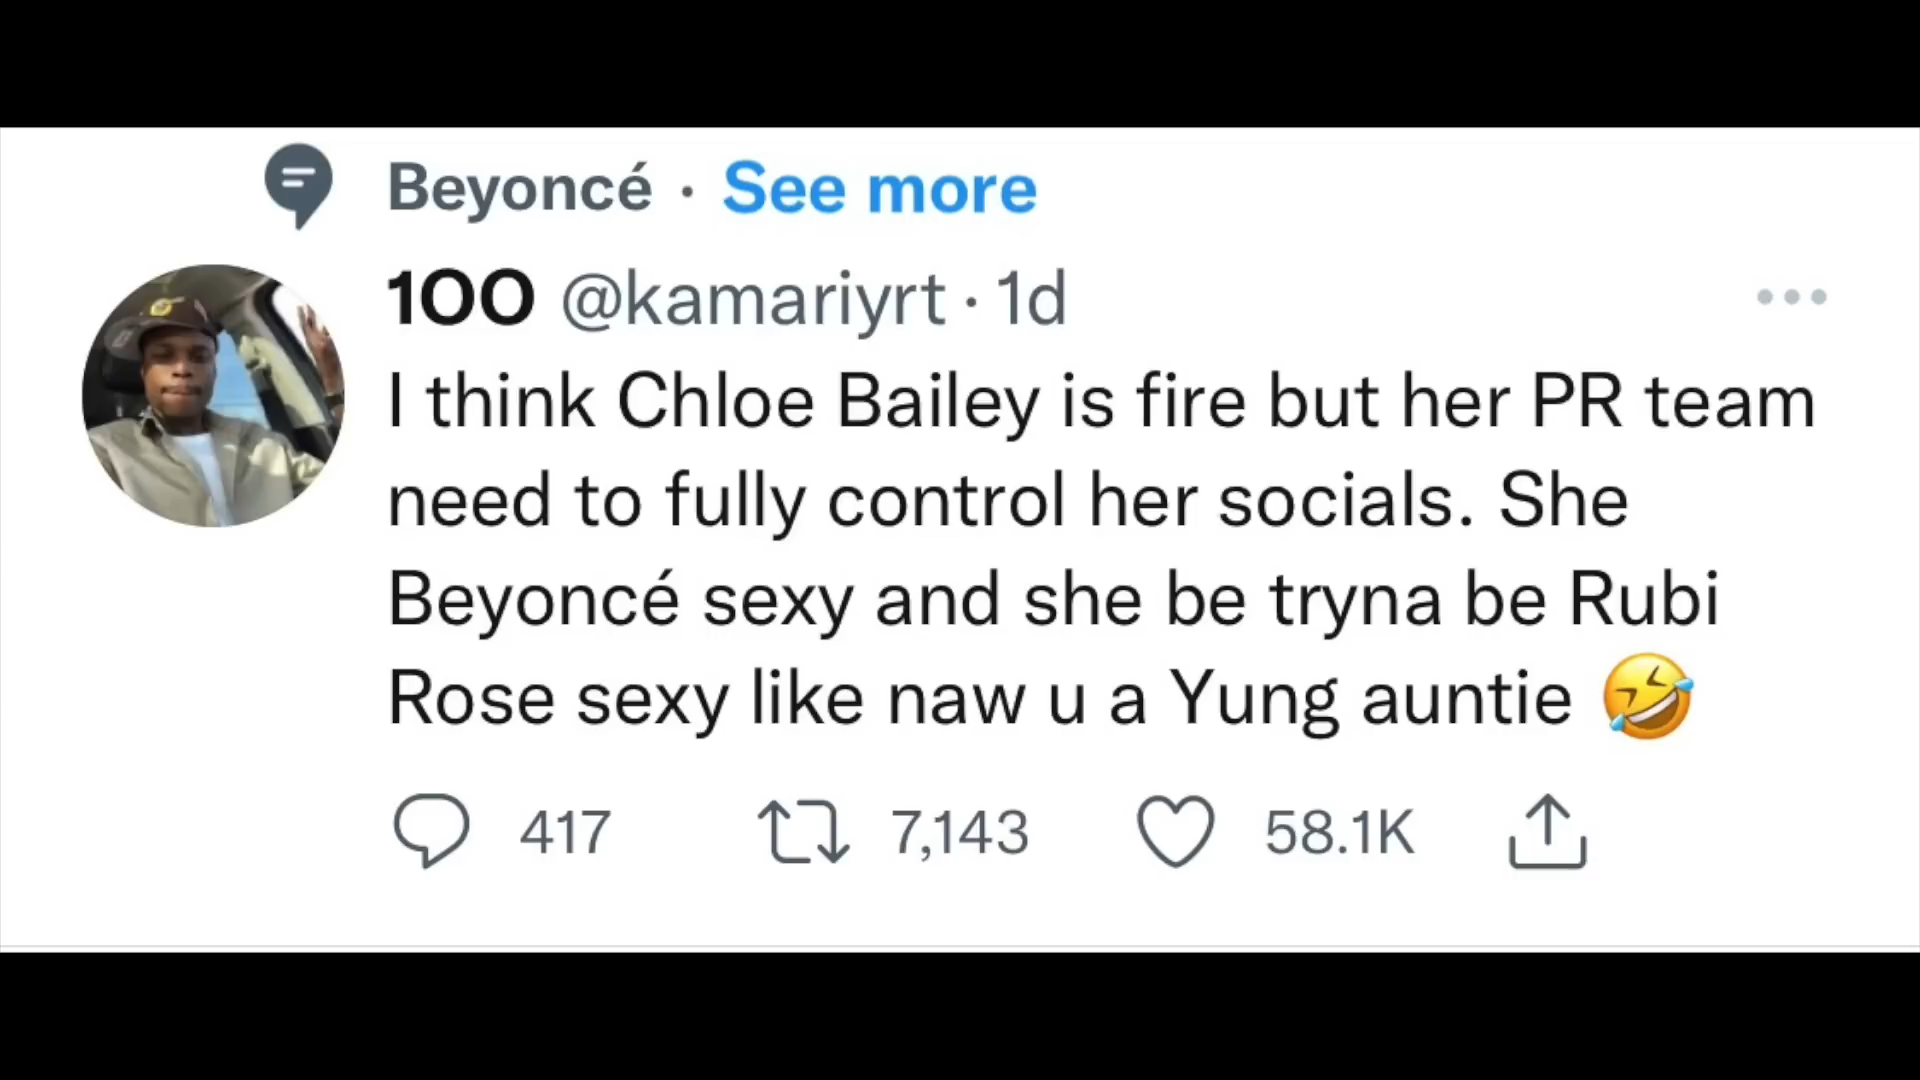 Beyoncé · See more
100 @kamariyrt · 1d
I think Chloe Bailey is fire but her PR team
need to fully control her socials. She
Beyoncé sexy and she be tryna be Rubi
Rose sexy like naw u a Yung auntie 🤣
417 7,143 58.1K